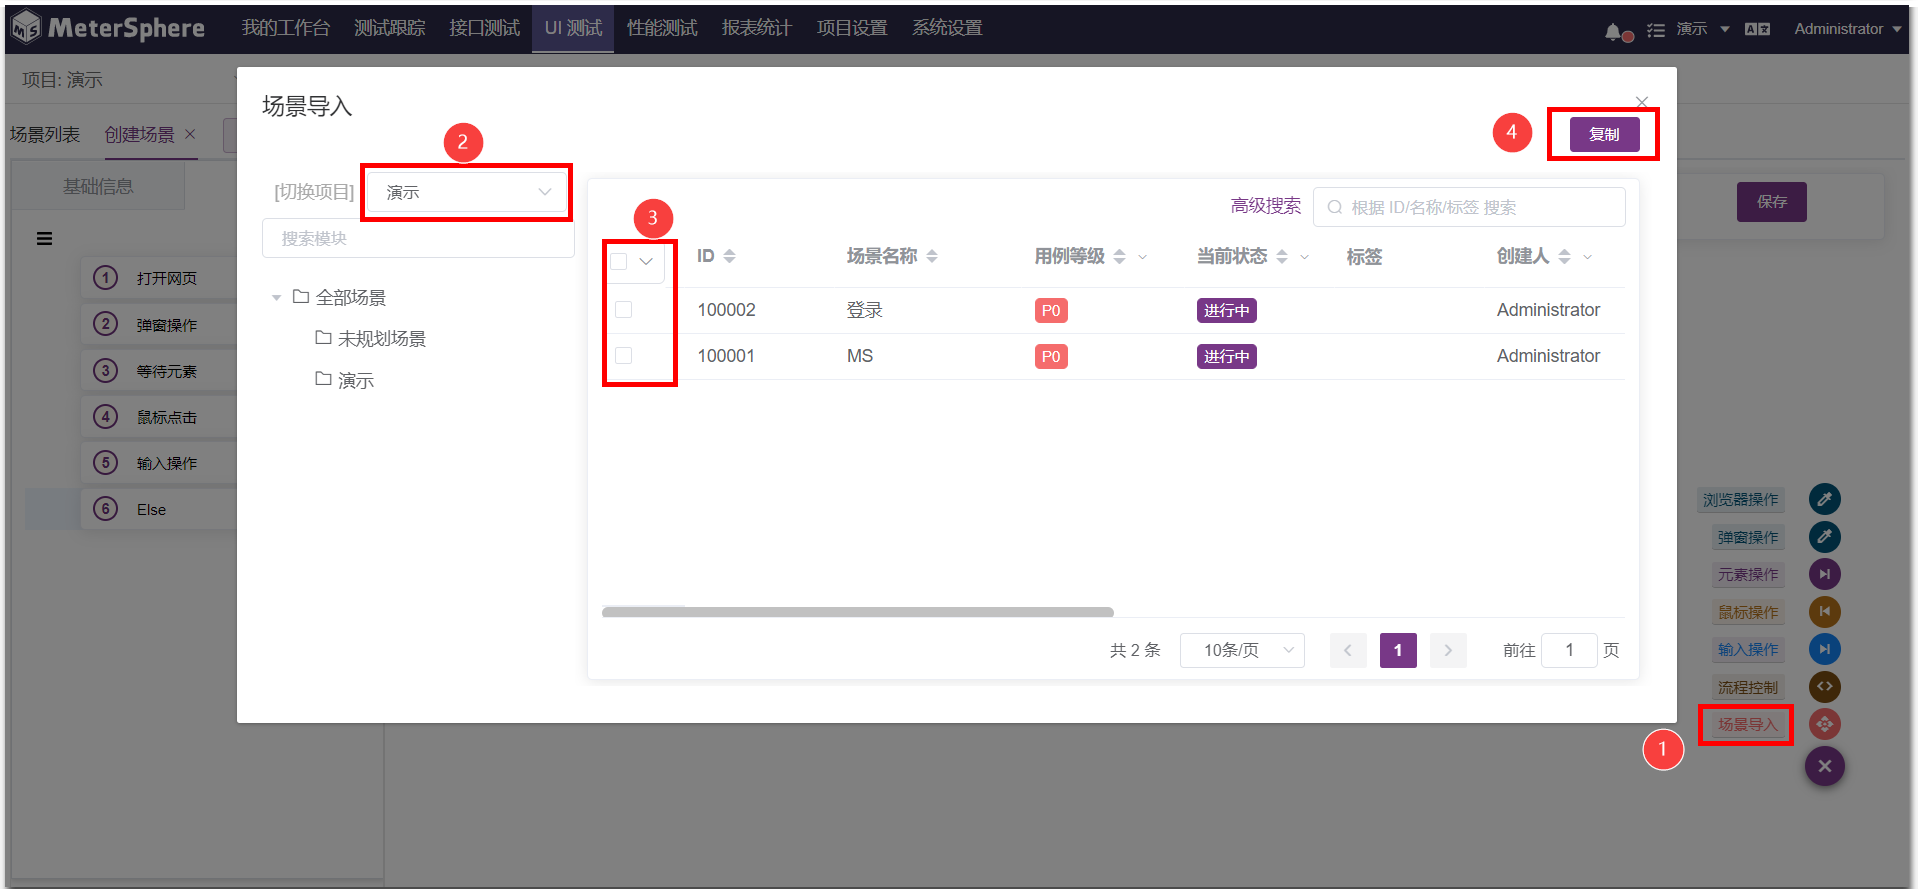 MeterSphere 我的工作台 测试跟踪 接口测试 UI 测试 性能测试 报表统计 项目设置 系统设置 演示 Administrator
项目: 演示
场景导入
场景列表 创建场景
2
4
复制
基础信息
[切换项目] 演示
保存
3
高级搜索 根据 ID/名称/标签 搜索
搜索模块
ID 场景名称 用例等级 当前状态 标签 创建人
1 打开网页
全部场景
100002 登录 P0 进行中 Administrator
2 弹窗操作
未规划场景
100001 MS P0 进行中 Administrator
3 等待元素
演示
4 鼠标点击
5 输入操作
6 Else
浏览器操作
弹窗操作
元素操作
鼠标操作
共 2 条 10条/页 1 前往 1 页
输入操作
流程控制
场景导入
1